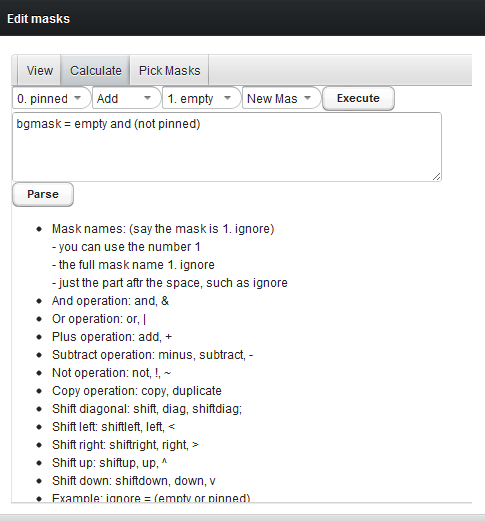 Edit masks
View Calculate Pick Masks
0. pinned Add 1. empty New Mas Execute
bgmask = empty and (not pinned)
Parse
Mask names: (say the mask is 1. ignore)
- you can use the number 1
- the full mask name 1. ignore
- just the part aftr the space, such as ignore
And operation: and, &
Or operation: or, |
Plus operation: add, +
Subtract operation: minus, subtract, -
Not operation: not, !, ~
Copy operation: copy, duplicate
Shift diagonal: shift, diag, shiftdiag;
Shift left: shiftleft, left, <
Shift right: shiftright, right, >
Shift up: shiftup, up, ^
Shift down: shiftdown, down, v
Example: ignore = (empty or pinned)